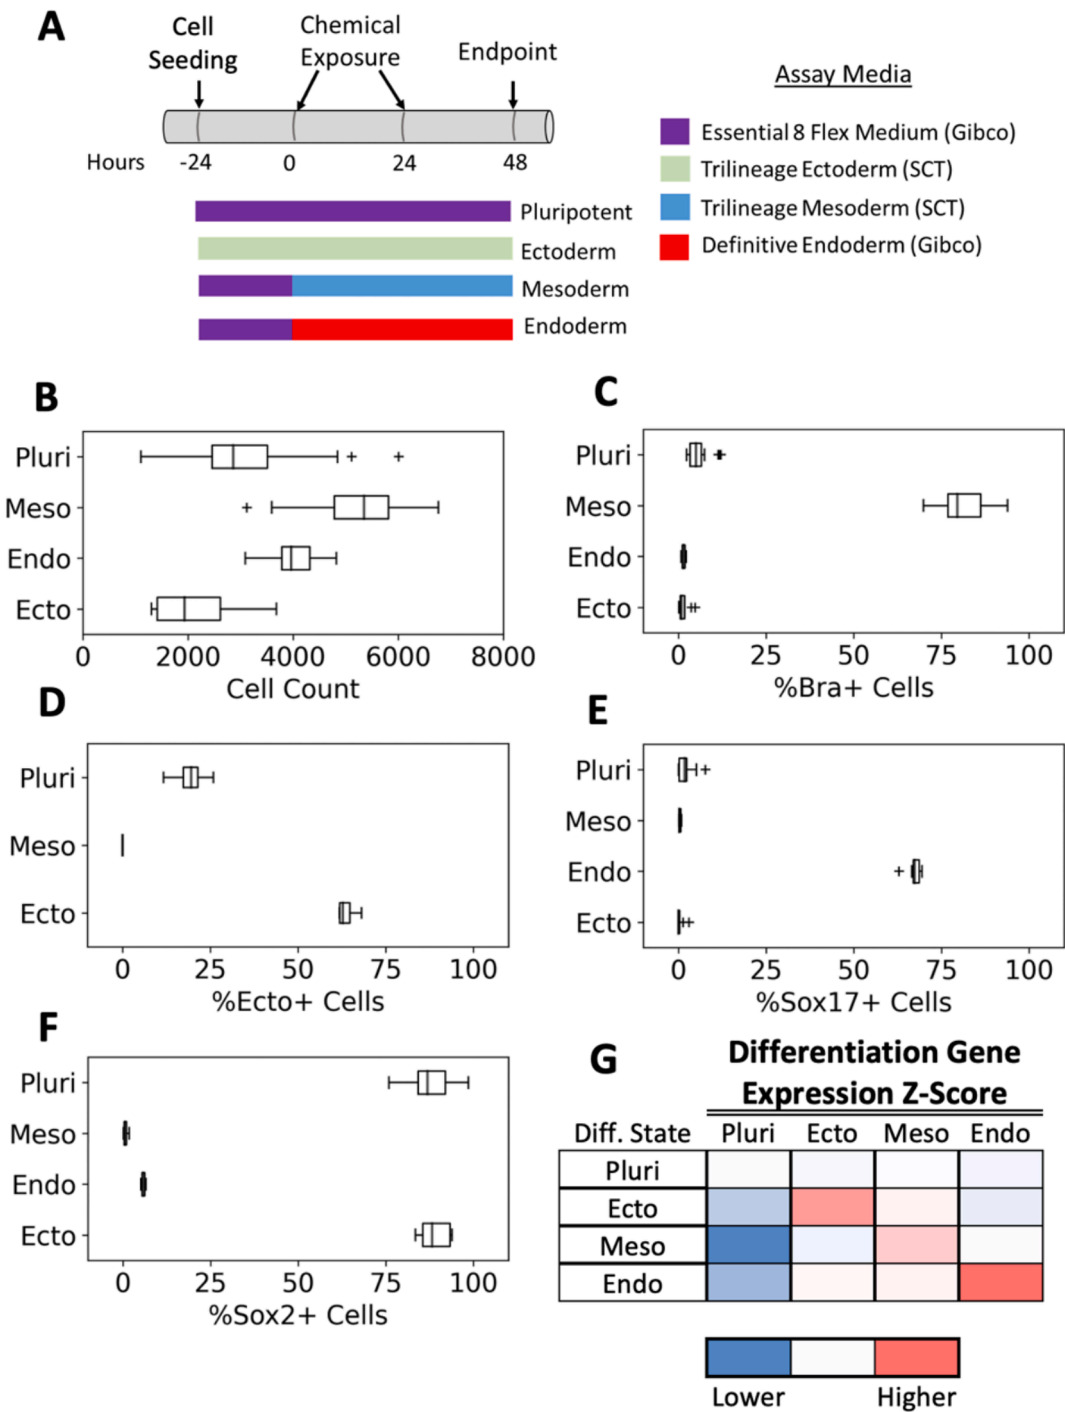 A
Cell
Seeding
Chemical
Exposure
Endpoint
Hours -24 0 24 48
Pluripotent
Ectoderm
Mesoderm
Endoderm
Assay Media
Essential 8 Flex Medium (Gibco)
Trilineage Ectoderm (SCT)
Trilineage Mesoderm (SCT)
Definitive Endoderm (Gibco)
B
Pluri
Meso
Endo
Ecto
0 2000 4000 6000 8000
Cell Count
C
Pluri
Meso
Endo
Ecto
0 25 50 75 100
%Bra+ Cells
D
Pluri
Meso
Ecto
0 25 50 75 100
%Ecto+ Cells
E
Pluri
Meso
Endo
Ecto
0 25 50 75 100
%Sox17+ Cells
F
Pluri
Meso
Endo
Ecto
0 25 50 75 100
%Sox2+ Cells
G
Differentiation Gene
Expression Z-Score
Diff. State Pluri Ecto Meso Endo
Pluri
Ecto
Meso
Endo
Lower Higher